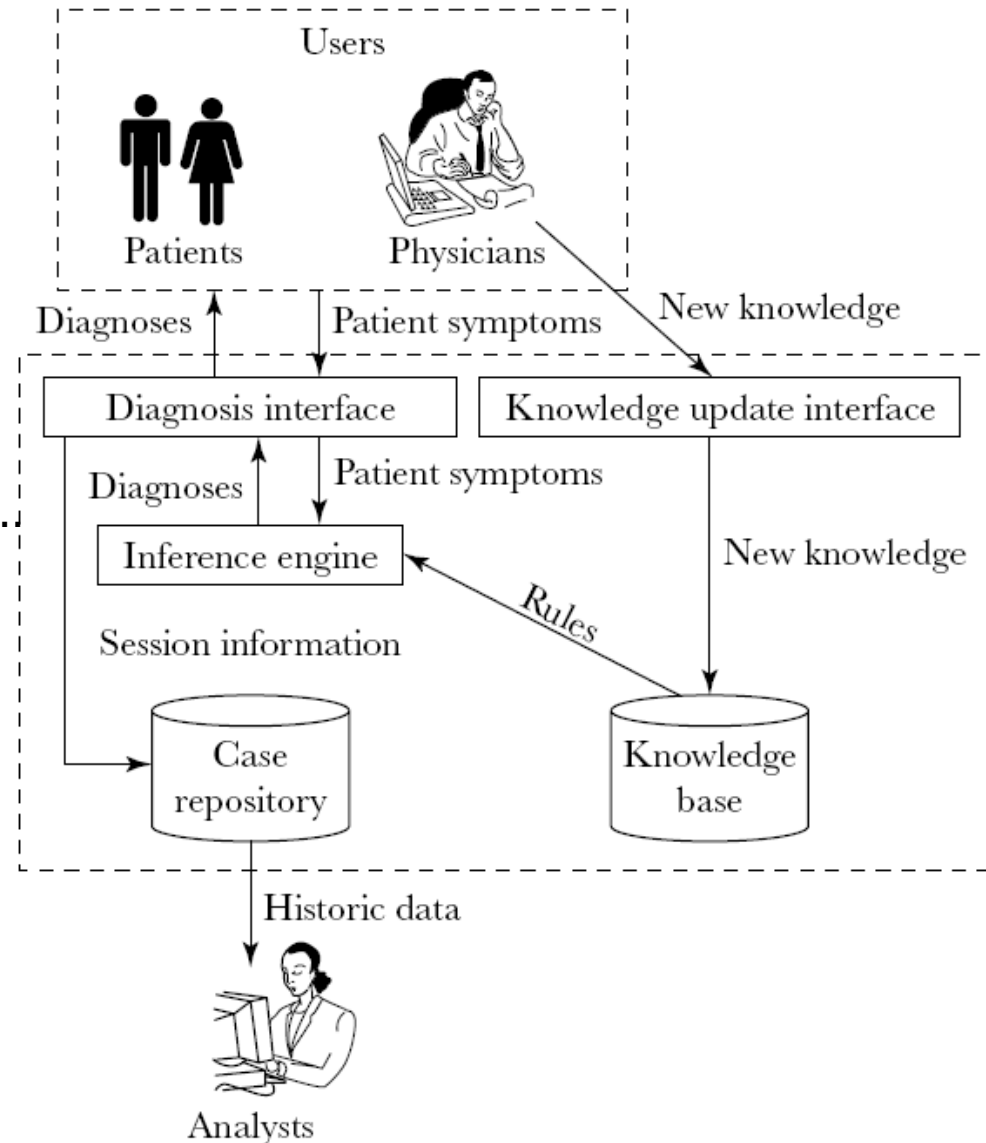 Users
Patients
Physicians
Diagnoses
Patient symptoms
New knowledge
Diagnosis interface
Knowledge update interface
Diagnoses
Patient symptoms
..
Inference engine
New knowledge
Rules
Session information
Case
repository
Knowledge
base
Historic data
Analysts